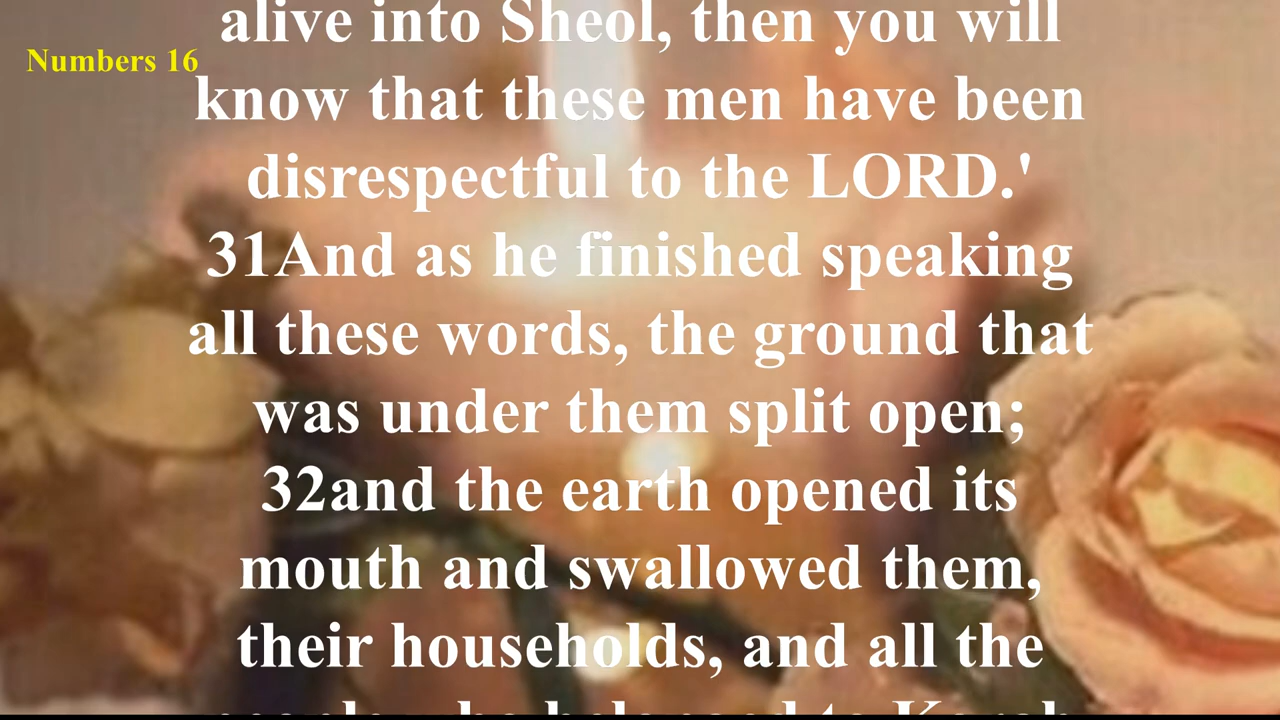 alive into Sheol, then you will
Numbers 16
know that these men have been
disrespectful to the LORD.'
31And as he finished speaking
all these words, the ground that
was under them split open;
32and the earth opened its
mouth and swallowed them,
their households, and all the